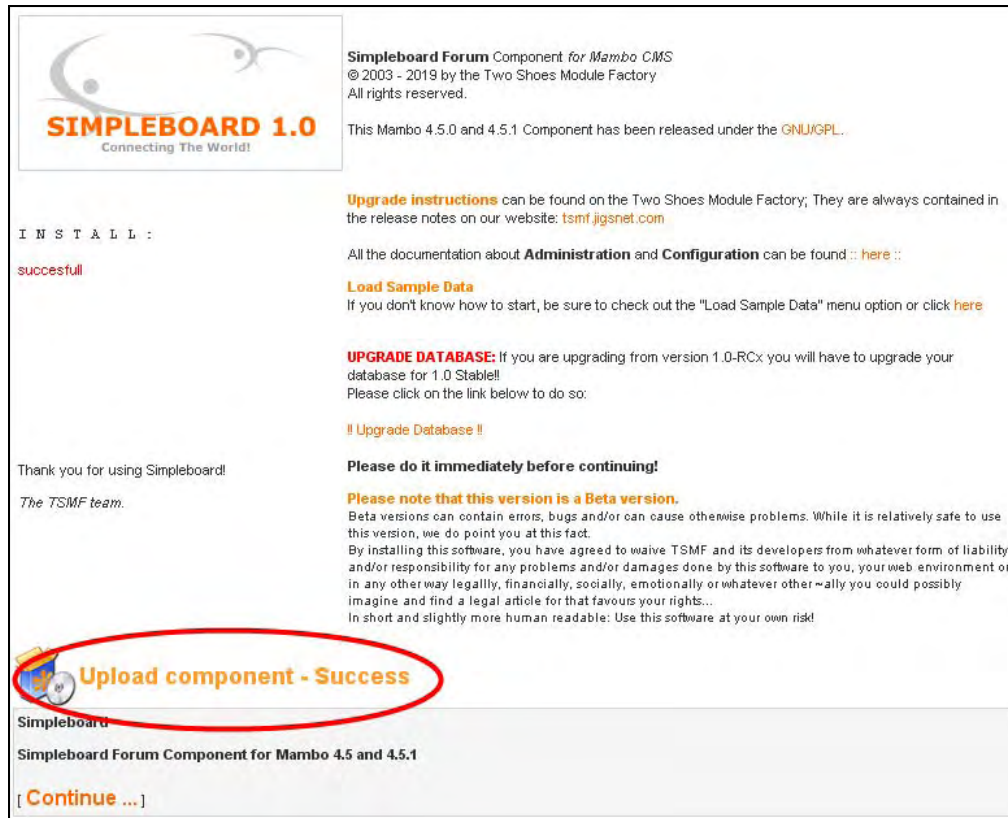 SIMPLEBOARD 1.0
Connecting The World!
Simpleboard Forum Component for Mambo CMS
© 2003 - 2019 by the Two Shoes Module Factory
All rights reserved.
This Mambo 4.5.0 and 4.5.1 Component has been released under the GNU/GPL.
I N S T A L L :
succesfull
Upgrade instructions can be found on the Two Shoes Module Factory; They are always contained in
the release notes on our website: tsmf.jigsnet.com
All the documentation about Administration and Configuration can be found :: here ::
Load Sample Data
If you don't know how to start, be sure to check out the "Load Sample Data" menu option or click here
UPGRADE DATABASE: If you are upgrading from version 1.0-RCx you will have to upgrade your
database for 1.0 Stable!!
Please click on the link below to do so:
!! Upgrade Database !!
Please do it immediately before continuing!
Thank you for using Simpleboard!
The TSMF team.
Please note that this version is a Beta version.
Beta versions can contain errors, bugs and/or can cause otherwise problems. While it is relatively safe to use
this version, we do point you at this fact.
By installing this software, you have agreed to waive TSMF and its developers from whatever form of liability
and/or responsibility for any problems and/or damages done by this software to you, your web environment or
in any other way legallly, financially, socially, emotionally or whatever other ~ally you could possibly
imagine and find a legal article for that favours your rights...
In short and slightly more human readable: Use this software at your own risk!
Upload component - Success
Simpleboard
Simpleboard Forum Component for Mambo 4.5 and 4.5.1
[ Continue ... ]